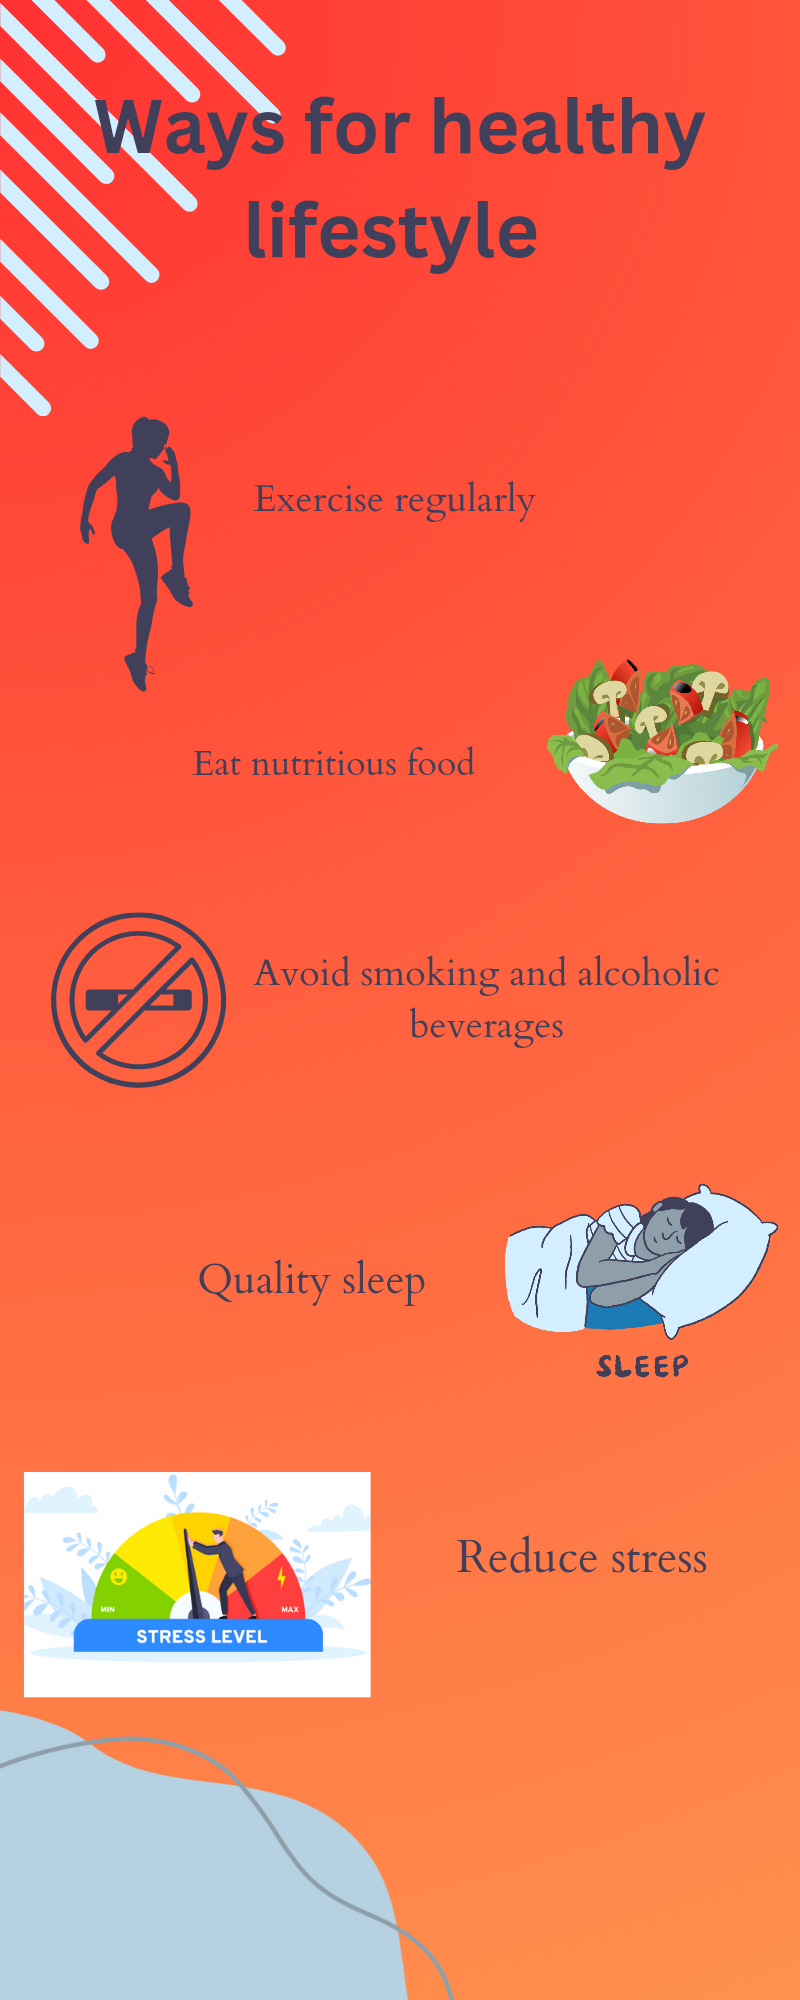 Ways for healthy
lifestyle
Exercise regularly
Eat nutritious food
Avoid smoking and alcoholic
beverages
Quality sleep
SLEEP
MIN
MAX
STRESS LEVEL
Reduce stress